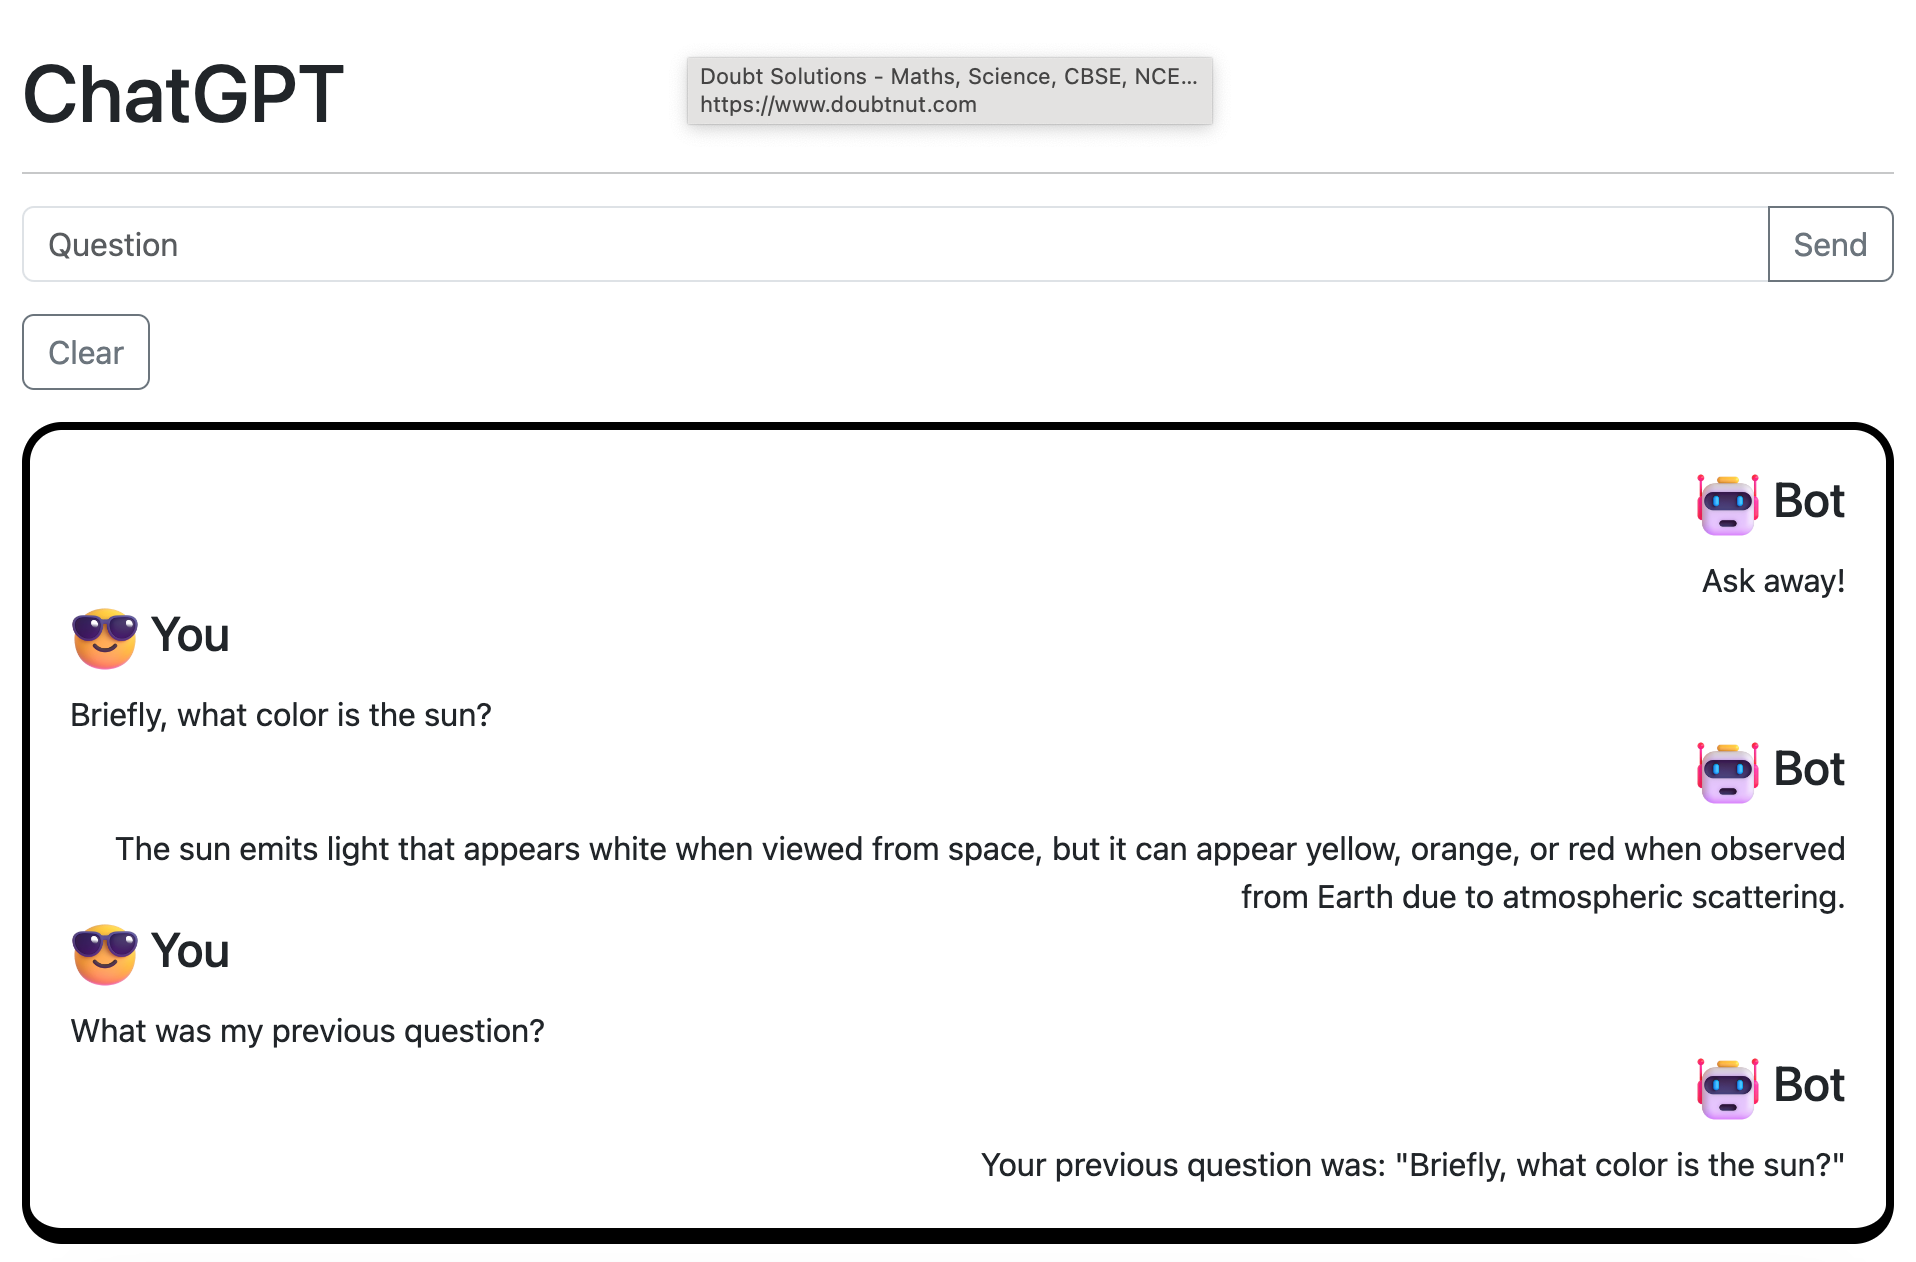 ChatGPT
Doubt Solutions - Maths, Science, CBSE, NCE...
https://www.doubtnut.com
Question
Send
Clear
Bot
Ask away!
You
Briefly, what color is the sun?
Bot
The sun emits light that appears white when viewed from space, but it can appear yellow, orange, or red when observed
from Earth due to atmospheric scattering.
You
What was my previous question?
Bot
Your previous question was: "Briefly, what color is the sun?"